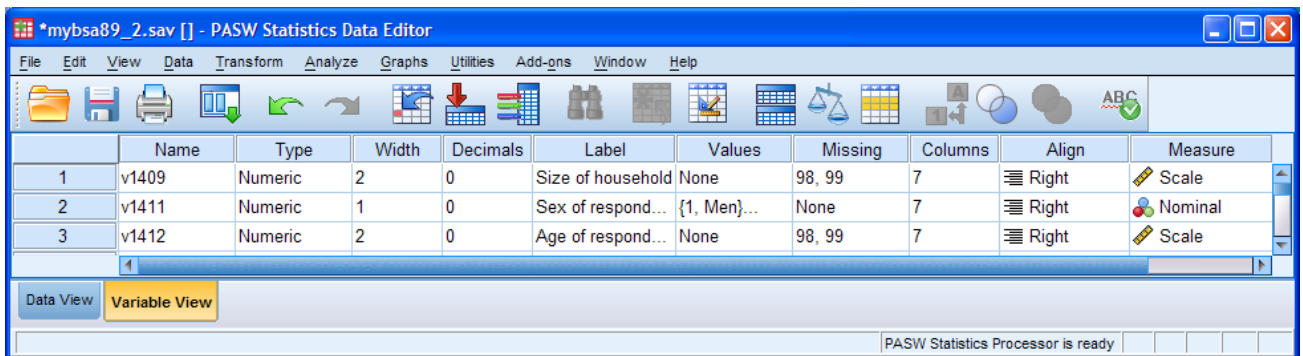 *mybsa89_2.sav [] - PASW Statistics Data Editor
File Edit View Data Transform Analyze Graphs Utilities Add-ons Window Help
A
1
ABC
Name Type Width Decimals Label Values Missing Columns Align Measure
1 v1409 Numeric 2 0 Size of household None 98, 99 7 Right Scale
2 v1411 Numeric 1 0 Sex of respond... {1, Men}... None 7 Right Nominal
3 v1412 Numeric 2 0 Age of respond... None 98, 99 7 Right Scale
Data View Variable View
PASW Statistics Processor is ready